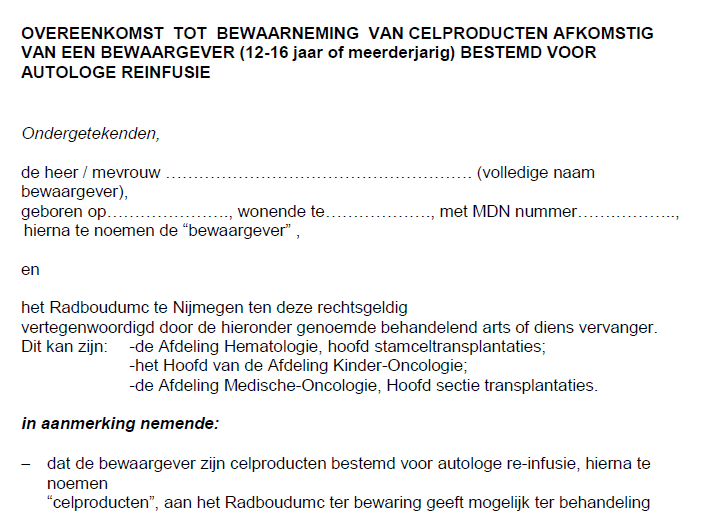 OVEREENKOMST TOT BEWAARNEMING VAN CELPRODUCTEN AFKOMSTIG
VAN EEN BEWAARGEVER (12-16 jaar of meerderjarig) BESTEMD VOOR
AUTOLOGE REINFUSIE
Ondergetekenden,
de heer / mevrouw ………………………………………………. (volledige naam
bewaargever),
geboren op…………………., wonende te………………, met MDN nummer……………..,
hierna te noemen de “bewaargever” ,
en
het Radboudumc te Nijmegen ten deze rechtsgeldig
vertegenwoordigd door de hieronder genoemde behandelend arts of diens vervanger.
Dit kan zijn: -de Afdeling Hematologie, hoofd stamceltransplantaties;
-het Hoofd van de Afdeling Kinder-Oncologie;
-de Afdeling Medische-Oncologie, Hoofd sectie transplantaties.
in aanmerking nemende:
– dat de bewaargever zijn celproducten bestemd voor autologe re-infusie, hierna te
noemen
“celproducten”, aan het Radboudumc ter bewaring geeft mogelijk ter behandeling